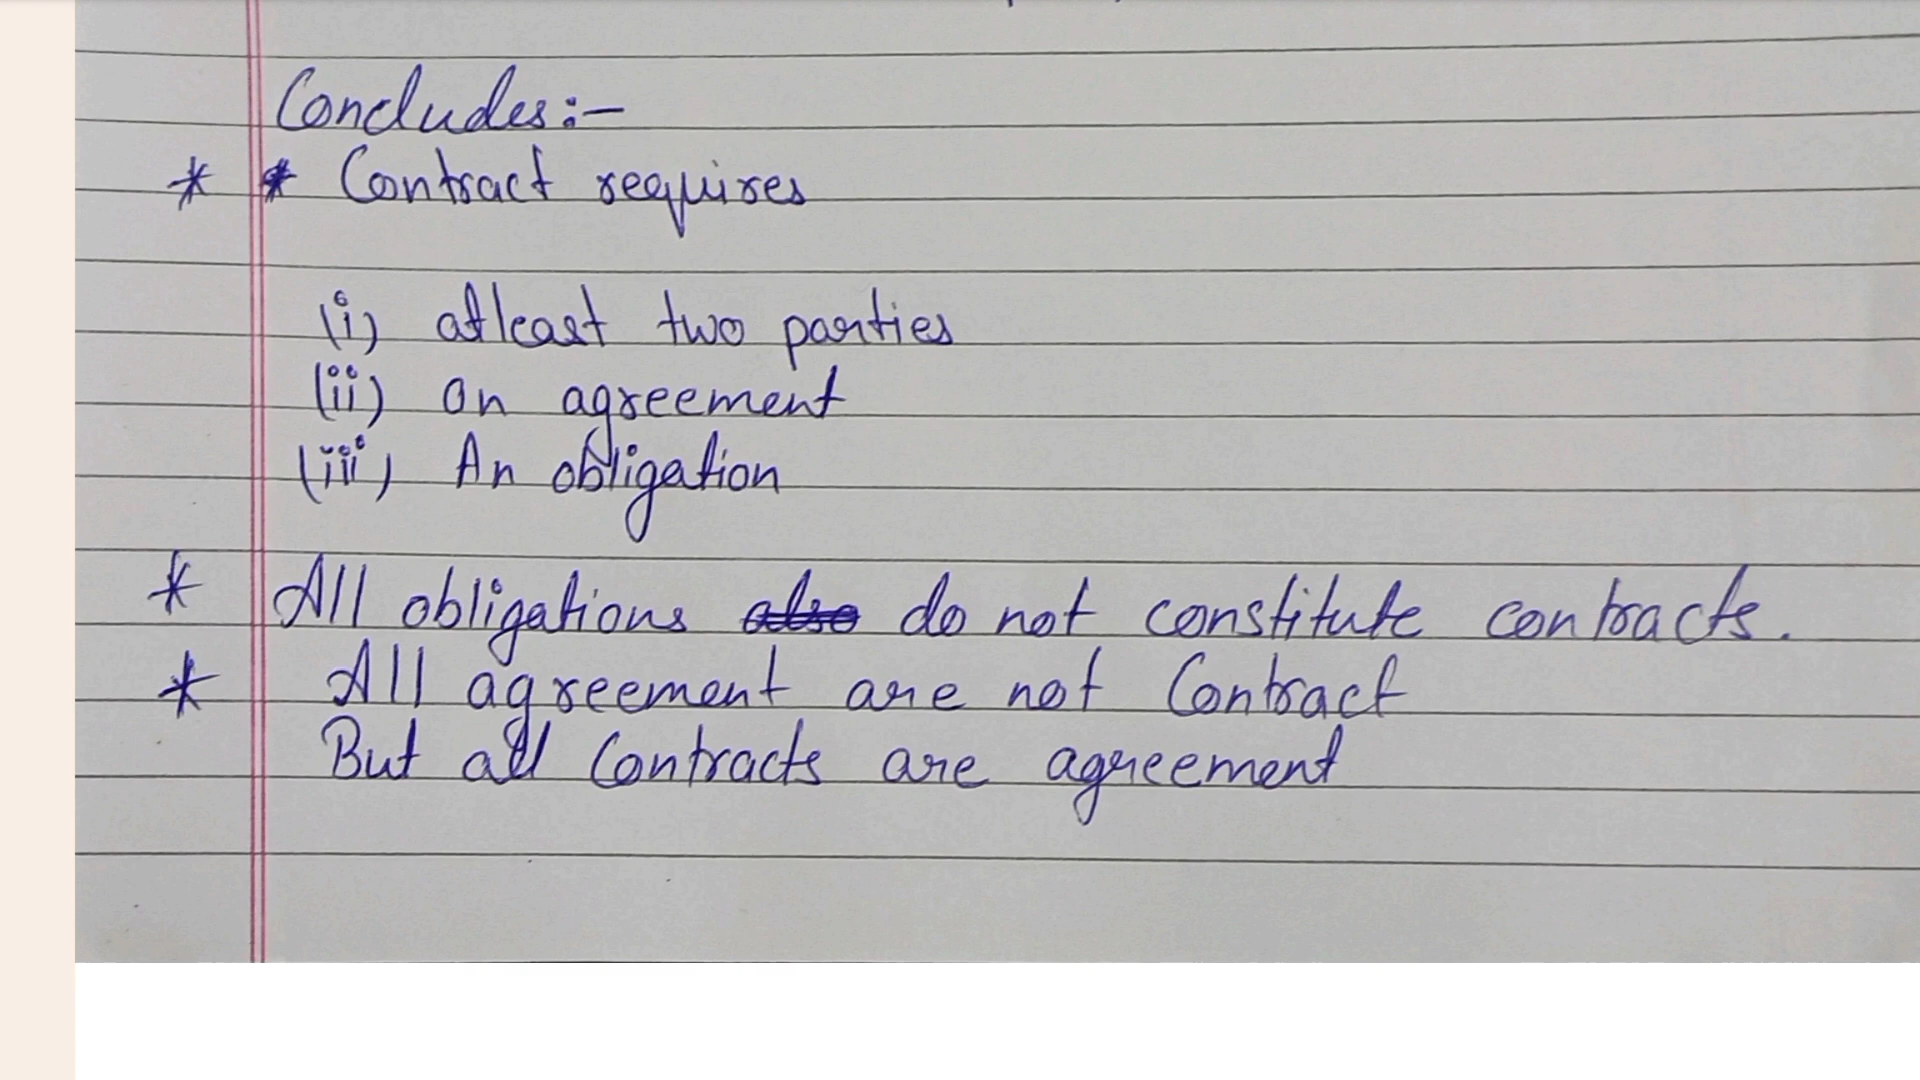 Concludes:-
* * Contract requires
(i) atleast two parties
(ii) an agreement
(iii) An obligation
* All obligations also do not constitute contracts.
* All agreement are not Contract
But all Contracts are agreement